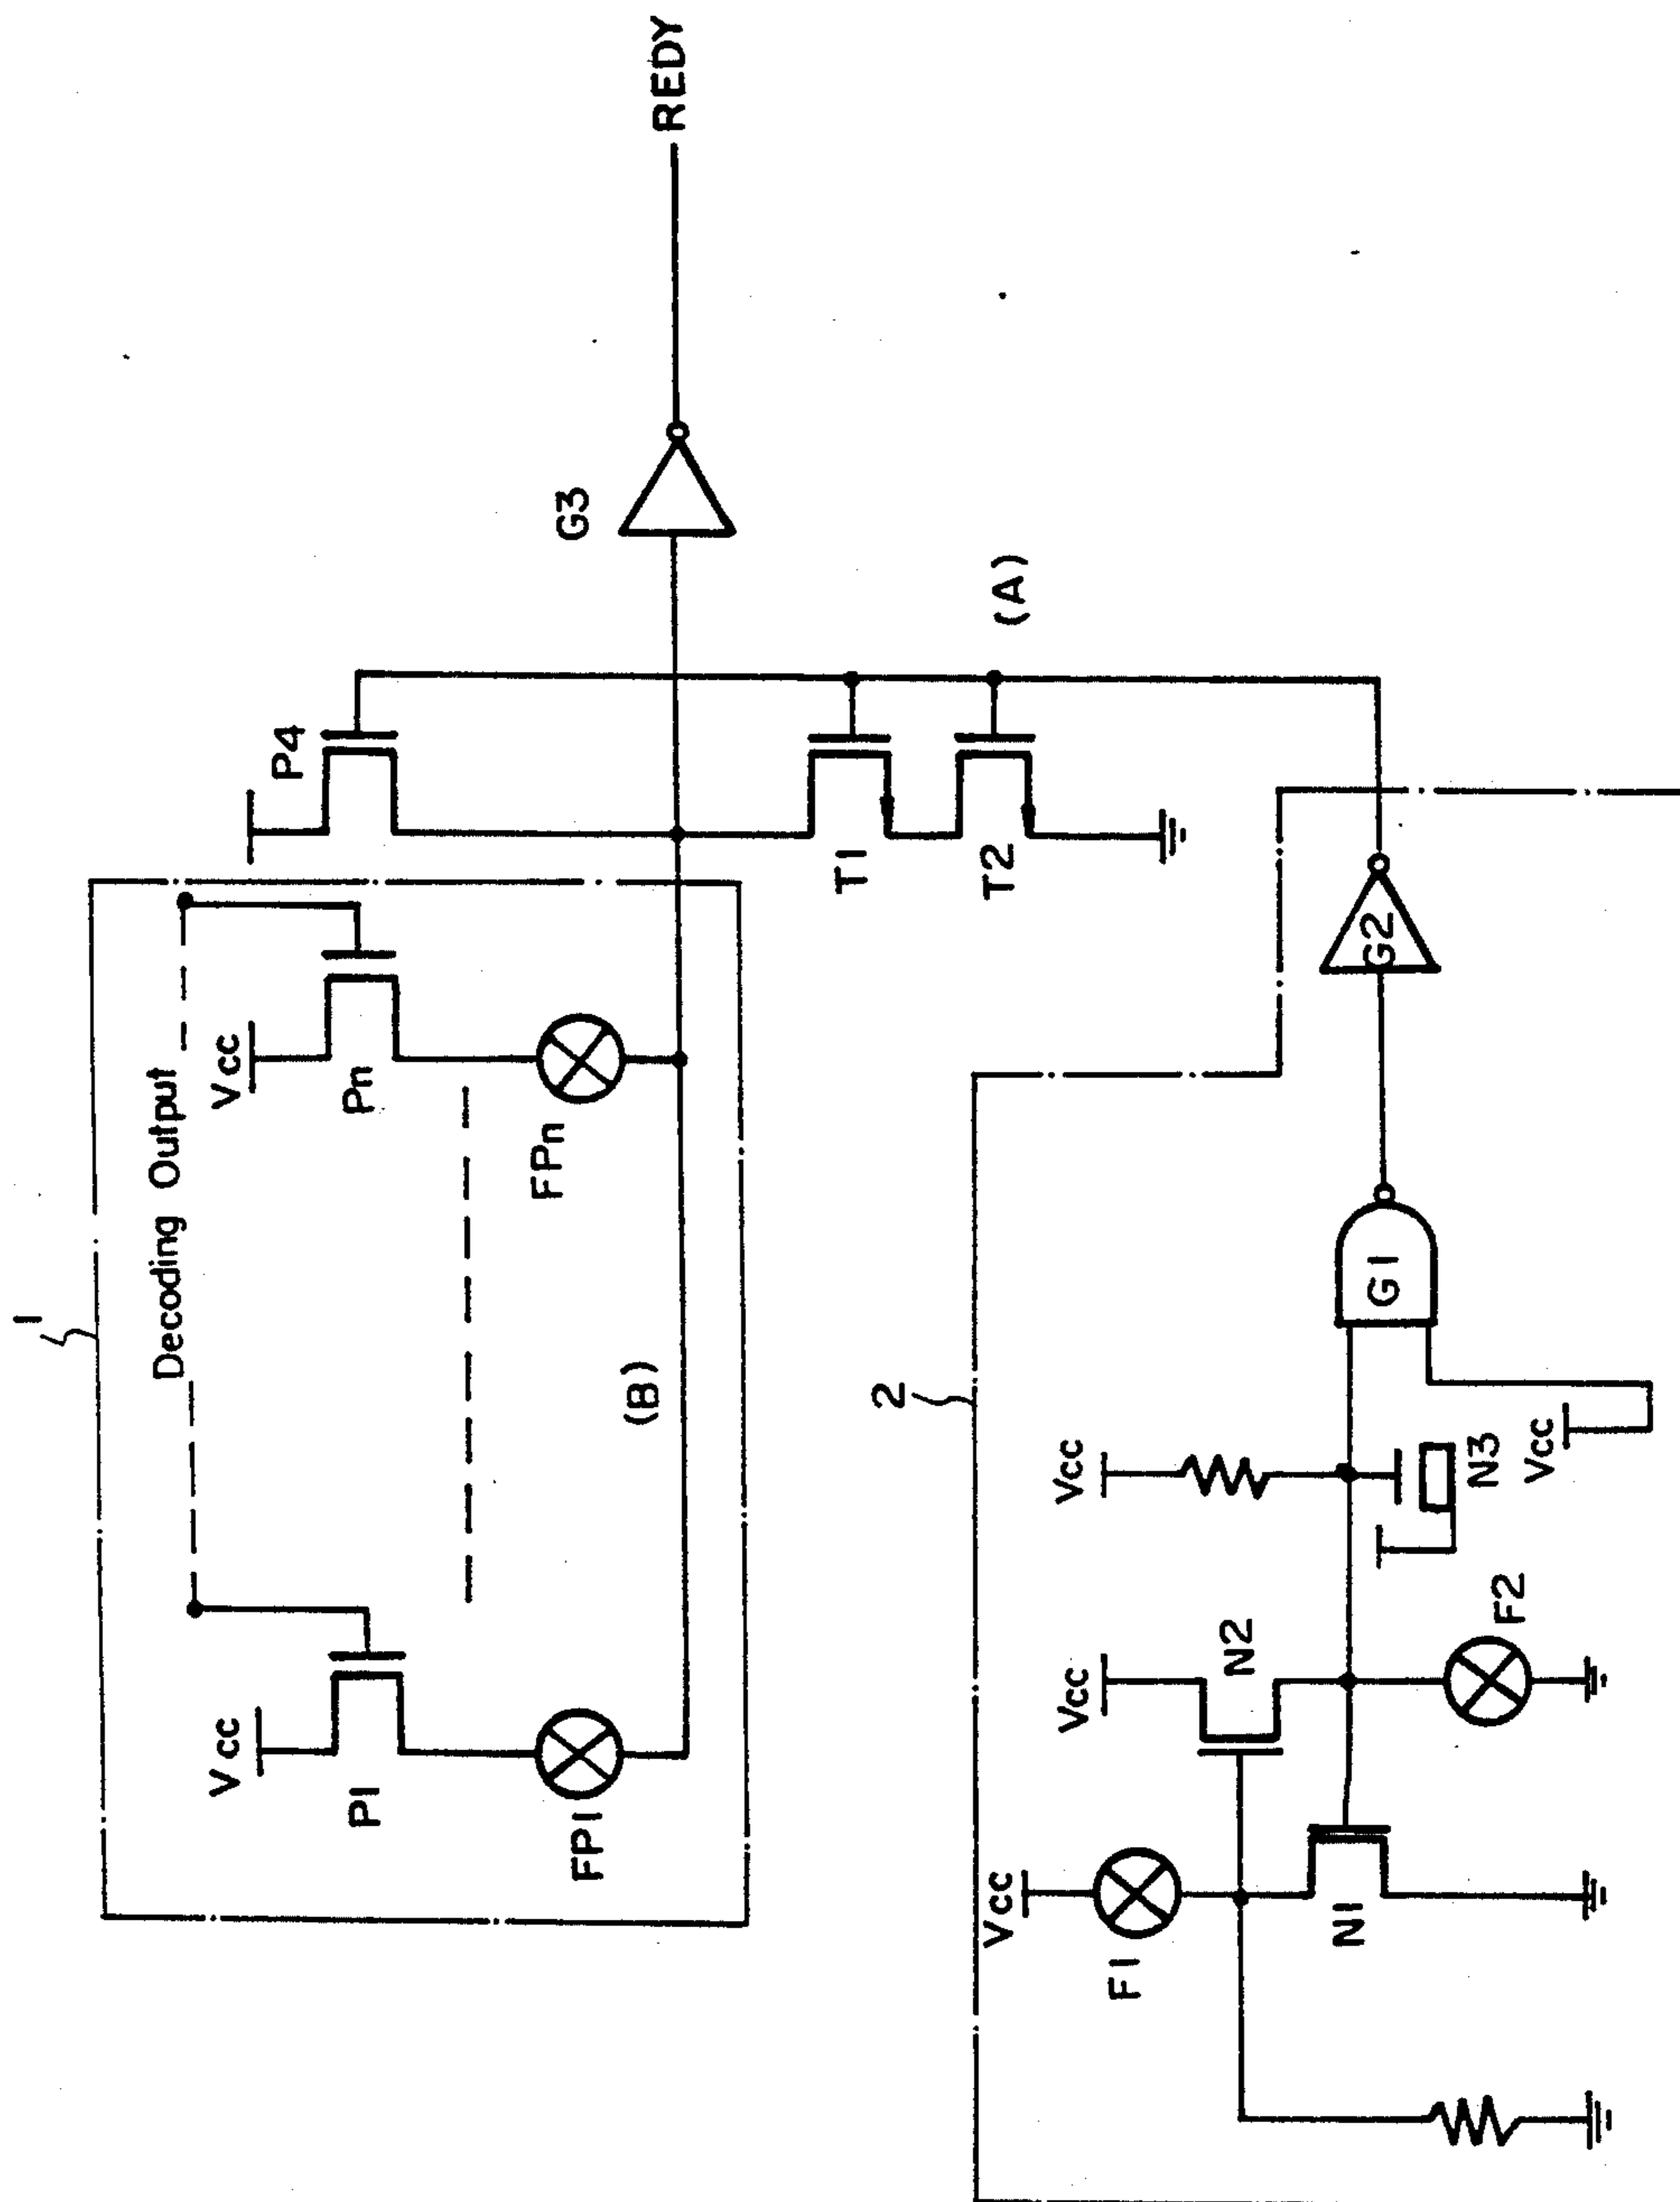 1
Decoding Output
Vcc
P1
FP1
Vcc
Pn
FPn
(B)
P4
G3
REDY
T1
T2
(A)
2
Vcc
F1
N1
Vcc
N2
F2
Vcc
N3
Vcc
G1
G2